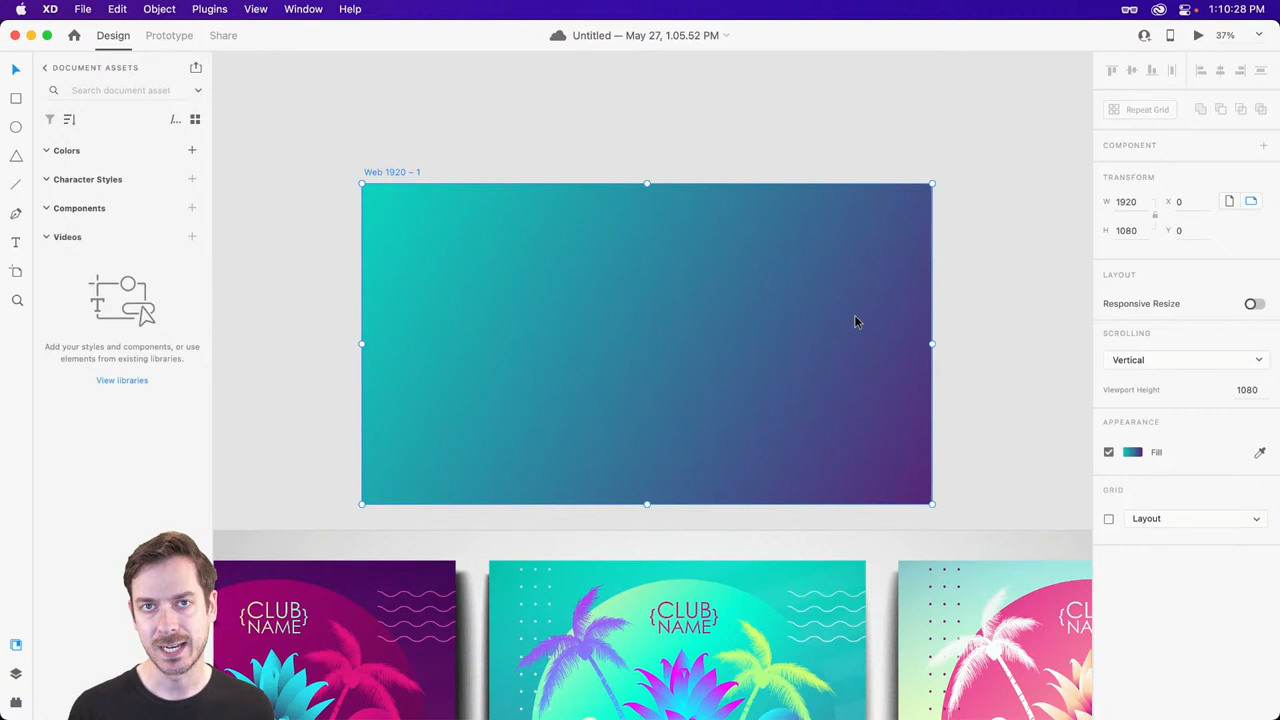 XD File Edit Object Plugins View Window Help 1:10:28 PM
Design Prototype Share Untitled — May 27, 1.05.52 PM 37%
DOCUMENT ASSETS
Search document asset
/...
Colors
Character Styles
Components
Videos
T
Add your styles and components, or use
elements from existing libraries.
View libraries
T
Web 1920 – 1
{CLUB
NAME}
{CLUB
NAME}
{CL
NA
Repeat Grid
COMPONENT
TRANSFORM
W 1920 X 0
H 1080 Y 0
LAYOUT
Responsive Resize
SCROLLING
Vertical
Viewport Height 1080
APPEARANCE
Fill
GRID
Layout